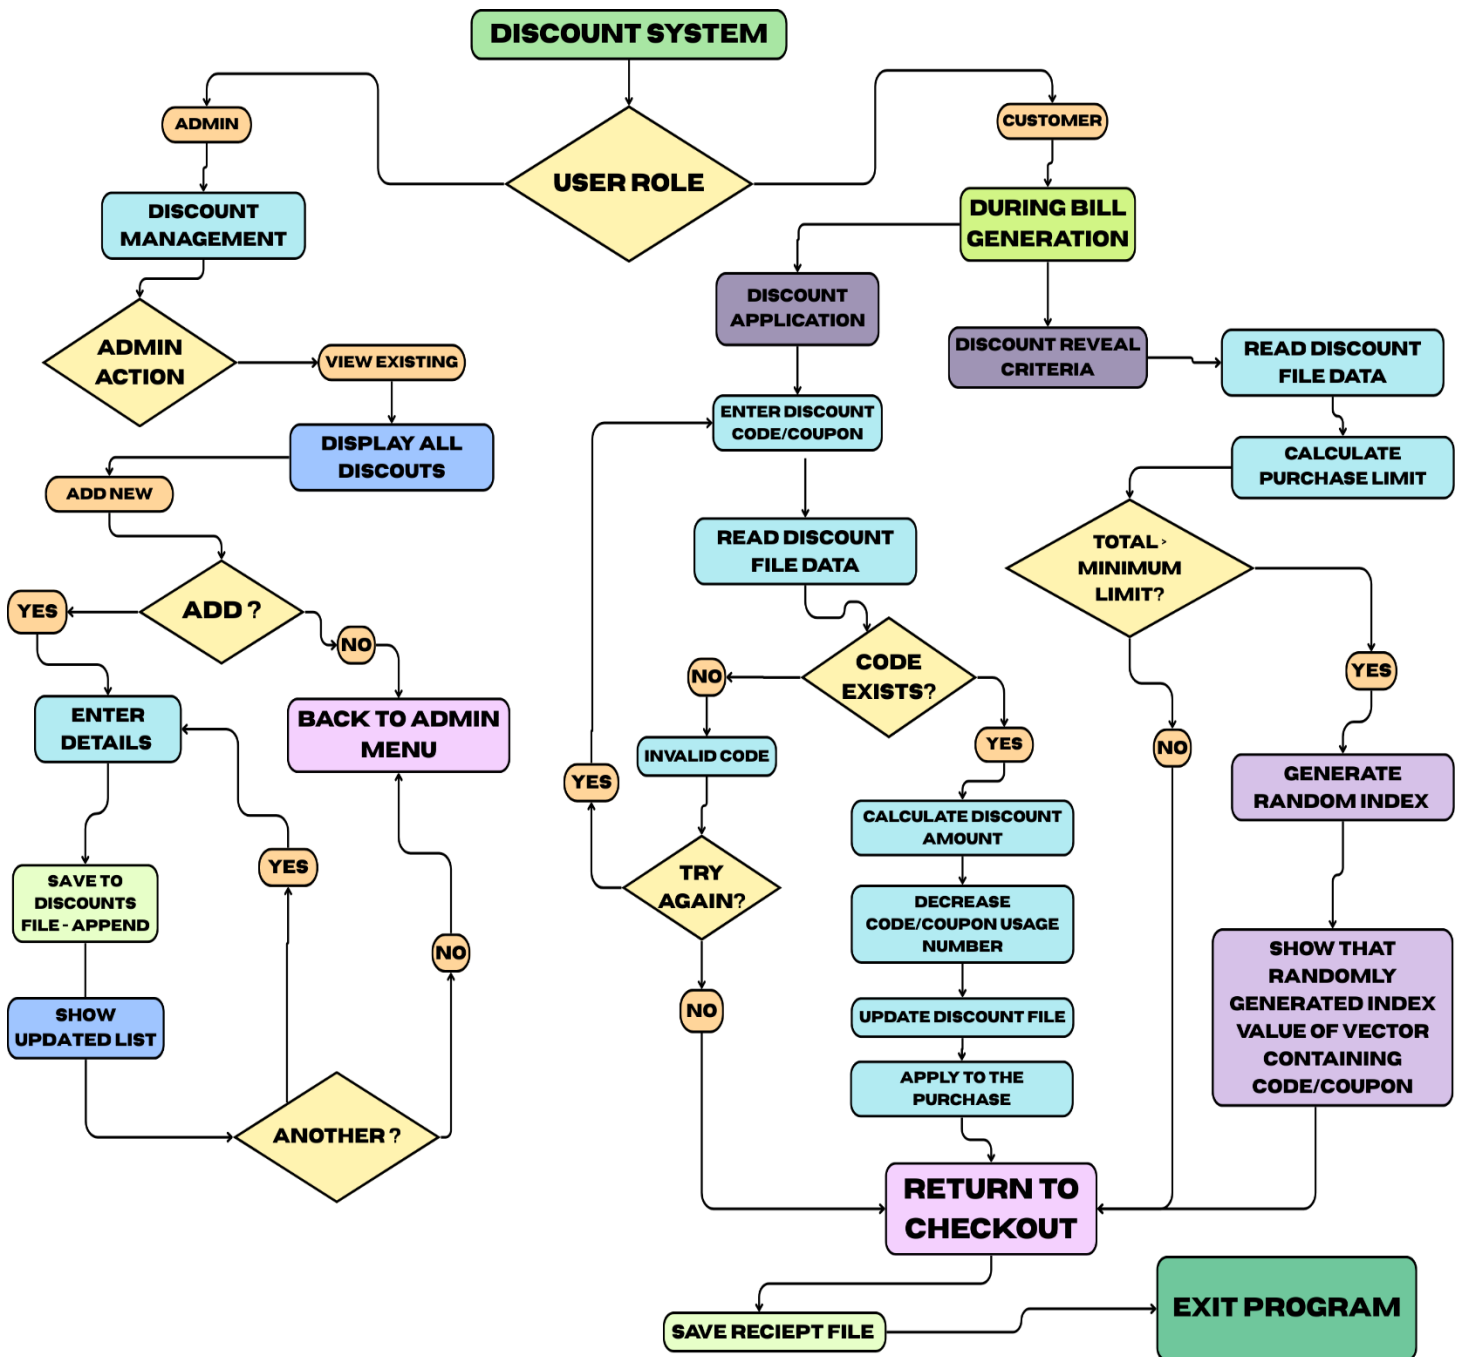 DISCOUNT SYSTEM
USER ROLE
ADMIN
DISCOUNT
MANAGEMENT
ADMIN
ACTION
VIEW EXISTING
DISPLAY ALL
DISCOUTS
ADD NEW
ADD ?
YES
NO
ENTER
DETAILS
BACK TO ADMIN
MENU
SAVE TO
DISCOUNTS
FILE - APPEND
YES
NO
SHOW
UPDATED LIST
ANOTHER ?
CUSTOMER
DURING BILL
GENERATION
DISCOUNT
APPLICATION
ENTER DISCOUNT
CODE/COUPON
READ DISCOUNT
FILE DATA
CODE
EXISTS?
NO
YES
INVALID CODE
YES
TRY
AGAIN?
NO
CALCULATE DISCOUNT
AMOUNT
DECREASE
CODE/COUPON USAGE
NUMBER
UPDATE DISCOUNT FILE
APPLY TO THE
PURCHASE
DISCOUNT REVEAL
CRITERIA
READ DISCOUNT
FILE DATA
CALCULATE
PURCHASE LIMIT
TOTAL >
MINIMUM
LIMIT?
YES
NO
GENERATE
RANDOM INDEX
SHOW THAT
RANDOMLY
GENERATED INDEX
VALUE OF VECTOR
CONTAINING
CODE/COUPON
RETURN TO
CHECKOUT
SAVE RECIEPT FILE
EXIT PROGRAM